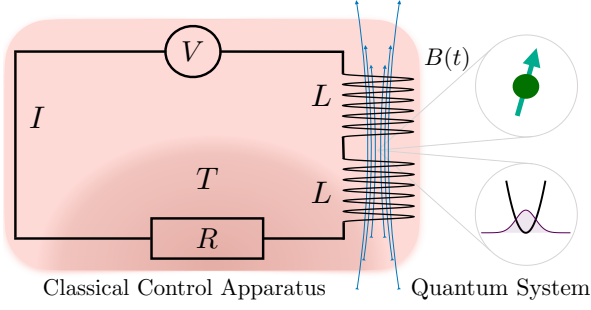 V
B(t)
L
I
T
L
R
Classical Control Apparatus
Quantum System